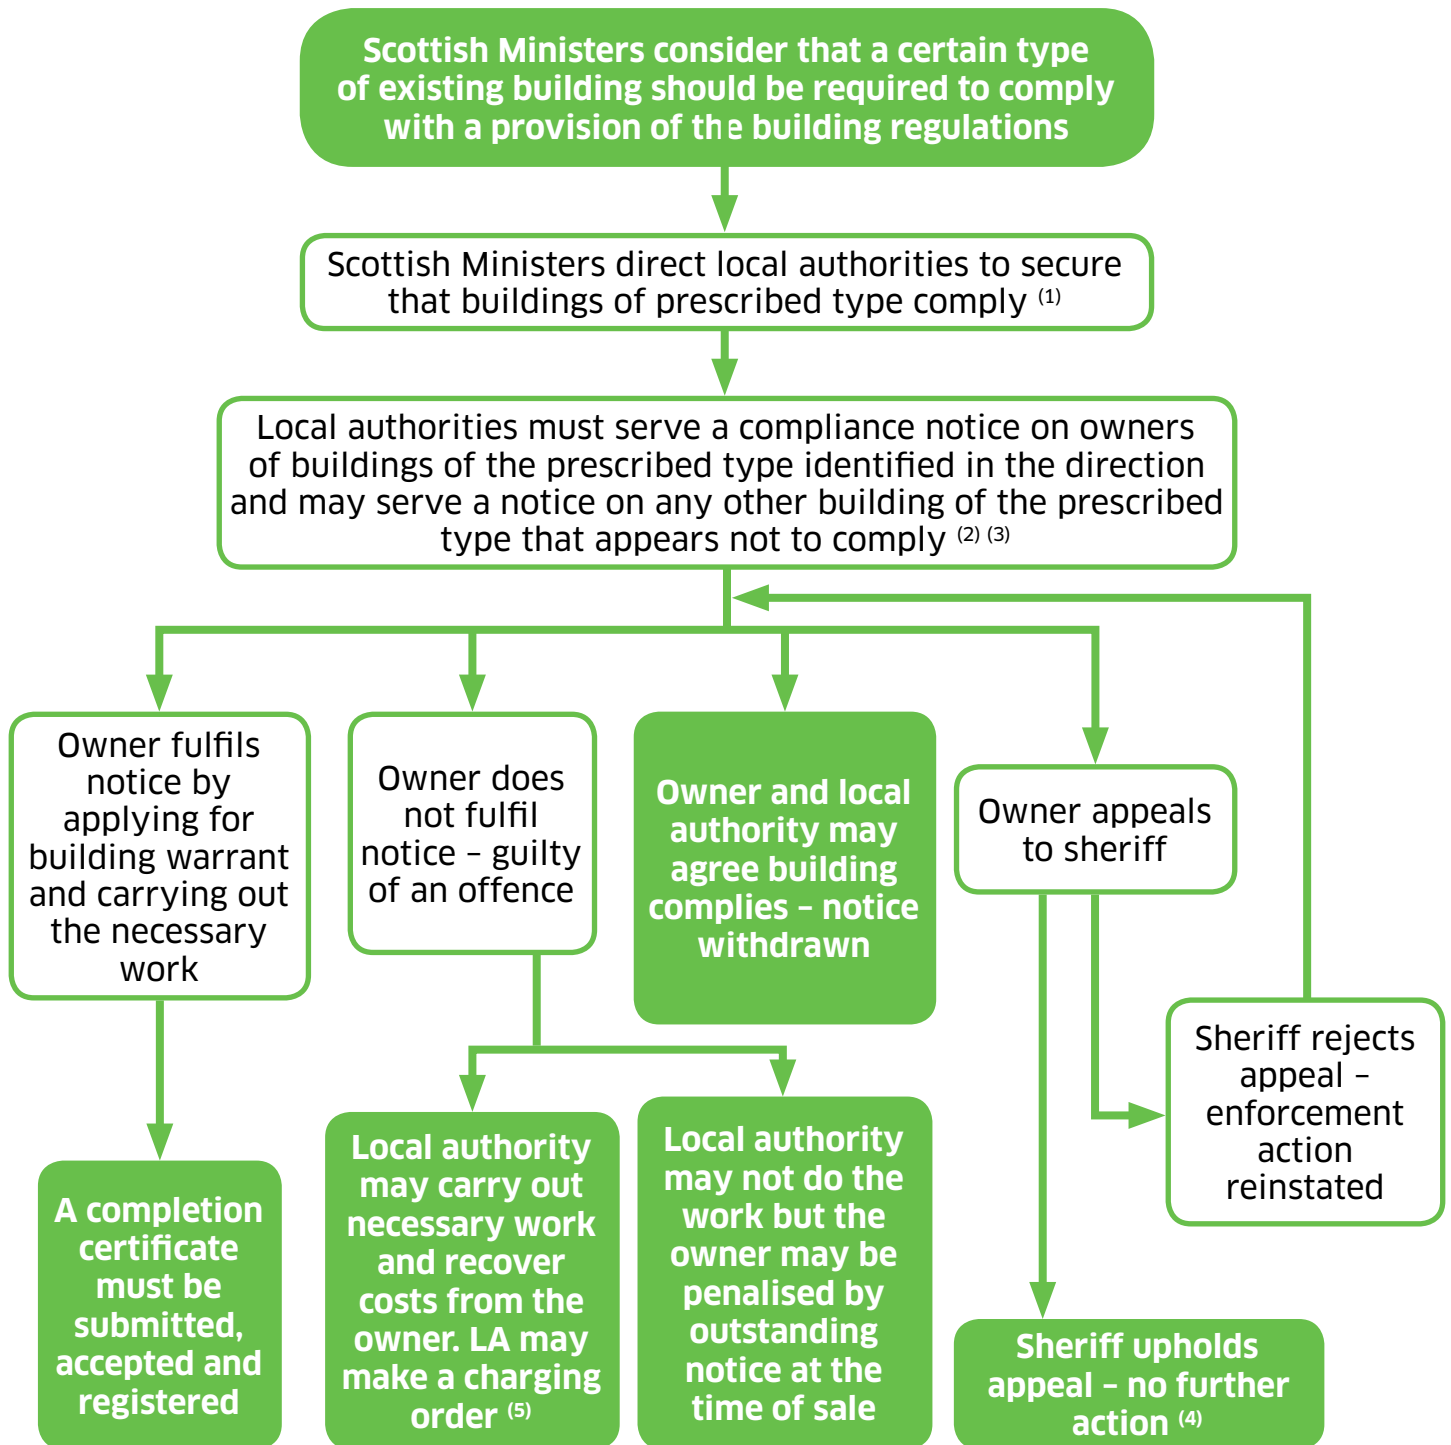 Scottish Ministers consider that a certain type
of existing building should be required to comply
with a provision of the building regulations
Scottish Ministers direct local authorities to secure
that buildings of prescribed type comply (1)
Local authorities must serve a compliance notice on owners
of buildings of the prescribed type identified in the direction
and may serve a notice on any other building of the prescribed
type that appears not to comply (2) (3)
Owner fulfils
notice by
applying for
building warrant
and carrying out
the necessary
work
Owner does
not fulfil
notice – guilty
of an offence
Owner and local
authority may
agree building
complies – notice
withdrawn
Owner appeals
to sheriff
Sheriff rejects
appeal –
enforcement
action
reinstated
A completion
certificate
must be
submitted,
accepted and
registered
Local authority
may carry out
necessary work
and recover
costs from the
owner. LA may
make a charging
order (5)
Local authority
may not do the
work but the
owner may be
penalised by
outstanding
notice at the
time of sale
Sheriff upholds
appeal – no further
action (4)